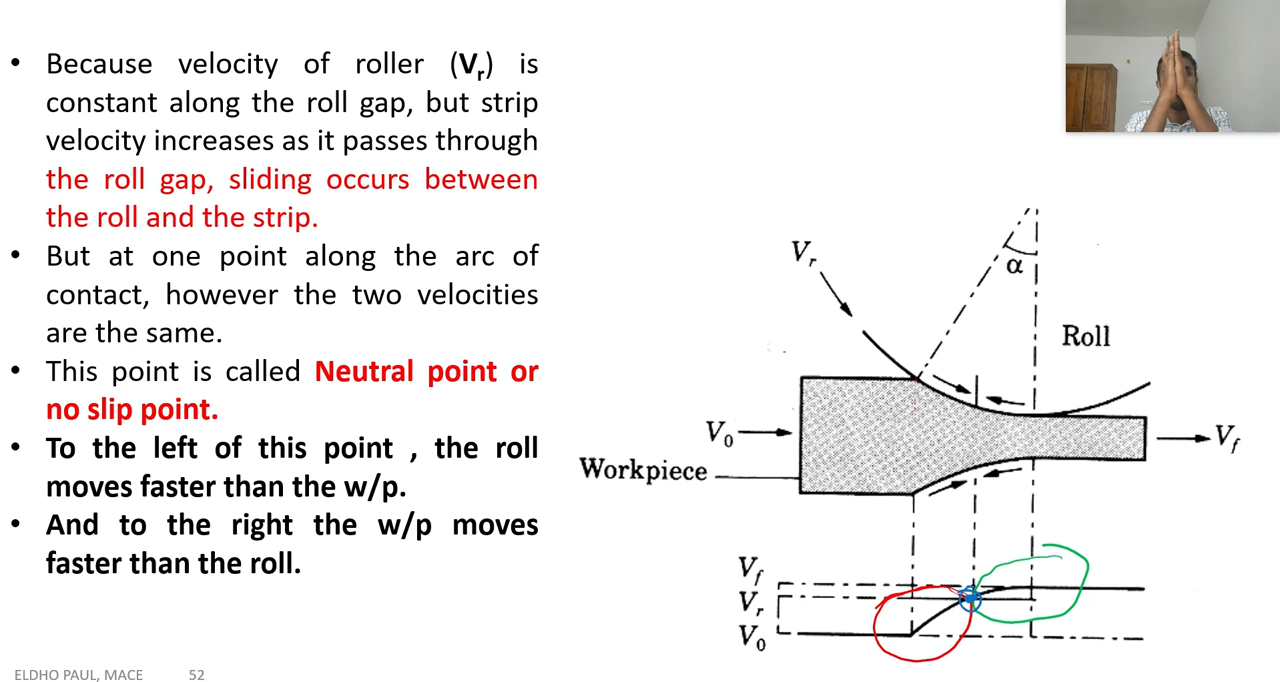 • Because velocity of roller (Vr) is
constant along the roll gap, but strip
velocity increases as it passes through
the roll gap, sliding occurs between
the roll and the strip.
• But at one point along the arc of
contact, however the two velocities
are the same.
• This point is called Neutral point or
no slip point.
• To the left of this point , the roll
moves faster than the w/p.
• And to the right the w/p moves
faster than the roll.
Vr
α
Roll
V0
Vf
Workpiece
Vf
Vr
V0
ELDHO PAUL, MACE 52